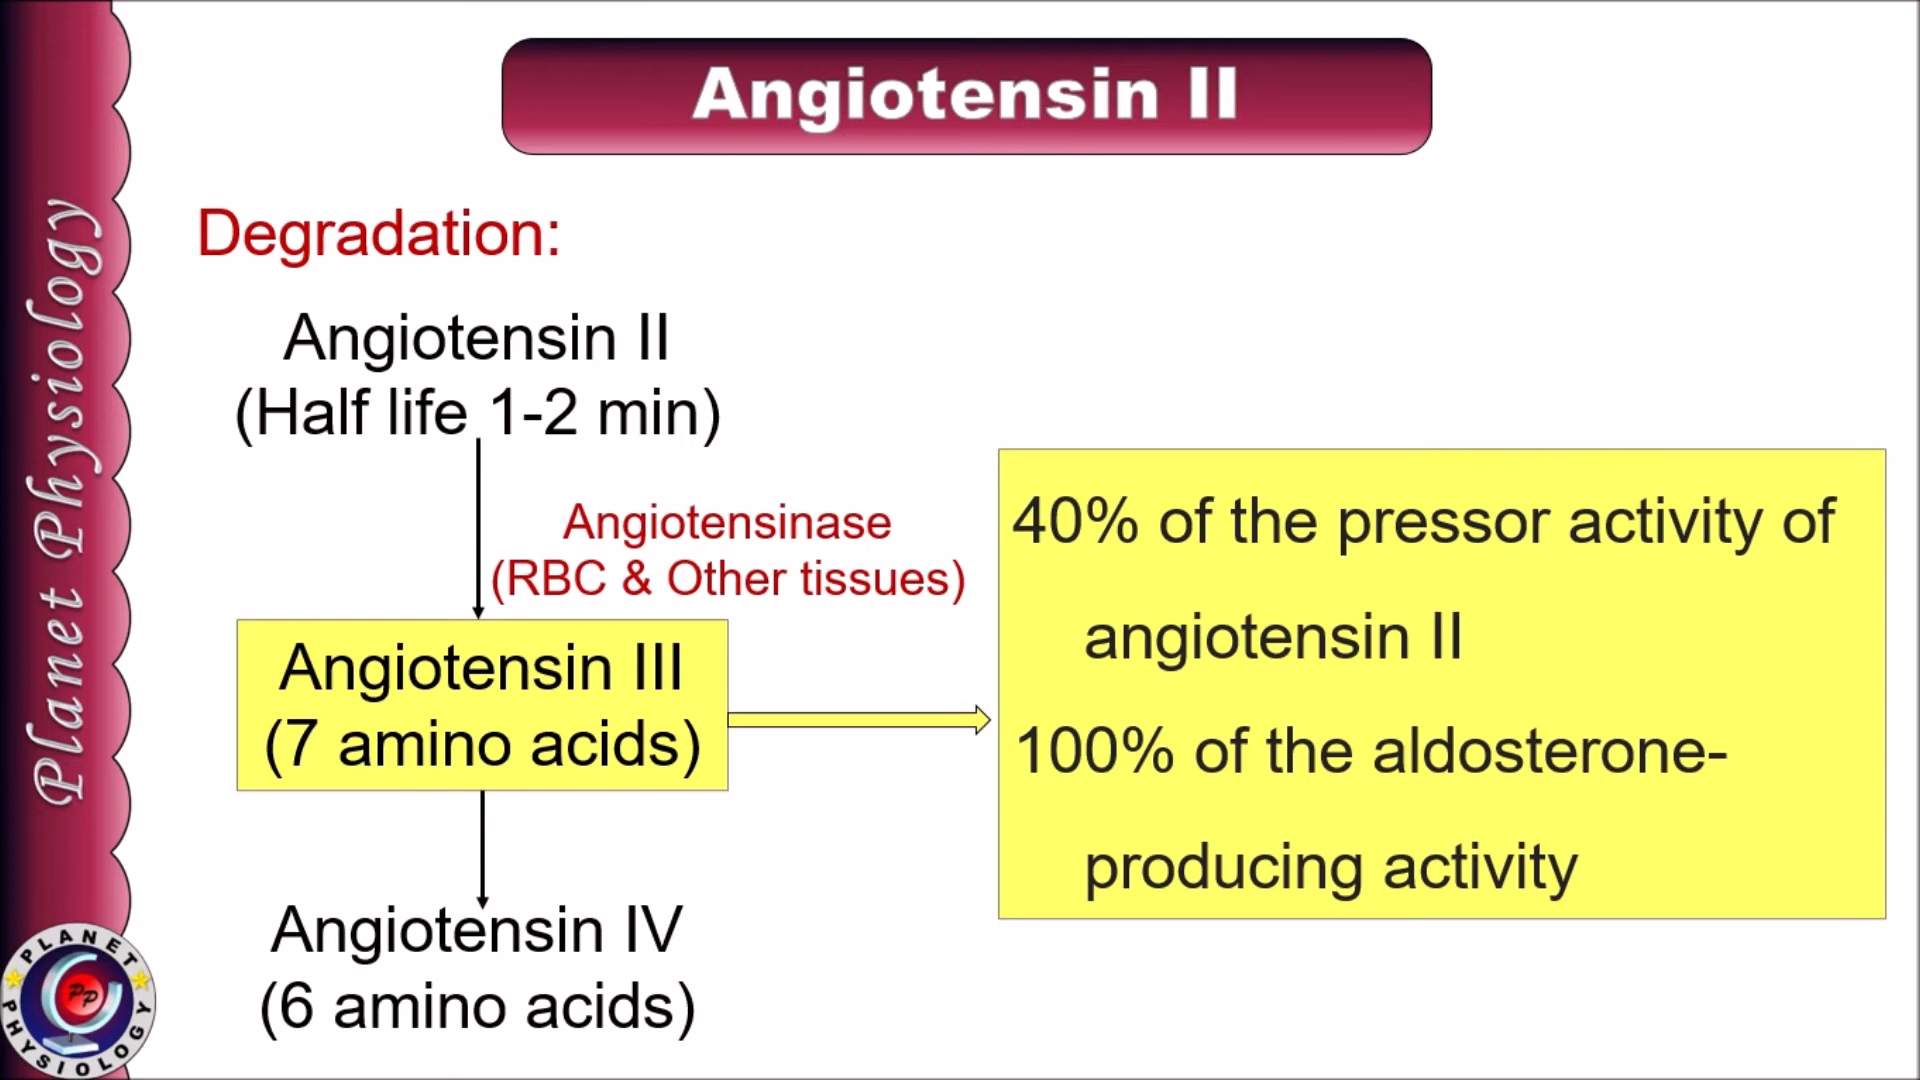 Angiotensin II
Planet Physiology
Degradation:
Angiotensin II
(Half life 1-2 min)
Angiotensinase
(RBC & Other tissues)
Angiotensin III
(7 amino acids)
40% of the pressor activity of
angiotensin II
100% of the aldosterone-
producing activity
Angiotensin IV
(6 amino acids)
PLANET
PP
PHYSIOLOGY